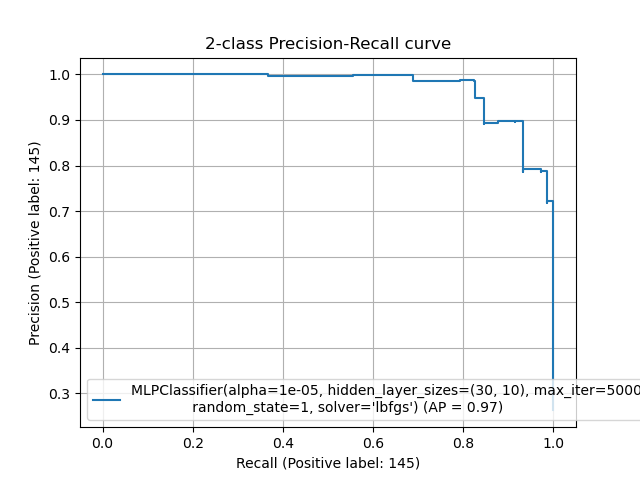 2-class Precision-Recall curve
1.0
0.9
0.8
0.7
0.6
0.5
0.4
0.3
Precision (Positive label: 145)
MLPClassifier(alpha=1e-05, hidden_layer_sizes=(30, 10), max_iter=5000
random_state=1, solver='lbfgs') (AP = 0.97)
0.0 0.2 0.4 0.6 0.8 1.0
Recall (Positive label: 145)